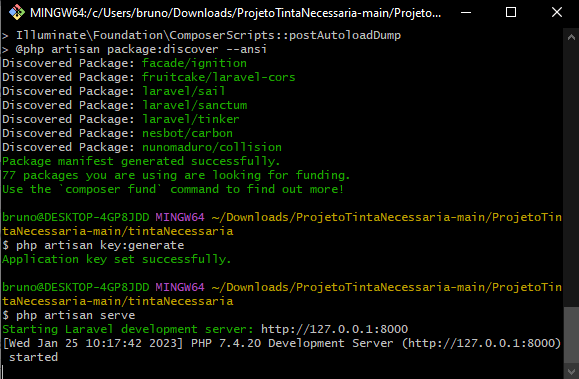 MINGW64:/c/Users/bruno/Downloads/ProjetoTintaNecessaria-main/Projeto...
> Illuminate\Foundation\ComposerScripts::postAutoloadDump
> @php artisan package:discover --ansi
Discovered Package: facade/ignition
Discovered Package: fruitcake/laravel-cors
Discovered Package: laravel/sail
Discovered Package: laravel/sanctum
Discovered Package: laravel/tinker
Discovered Package: nesbot/carbon
Discovered Package: nunomaduro/collision
Package manifest generated successfully.
77 packages you are using are looking for funding.
Use the `composer fund` command to find out more!
bruno@DESKTOP-4GP8JDD MINGW64 ~/Downloads/ProjetoTintaNecessaria-main/ProjetoTin
taNecessaria-main/tintaNecessaria
$ php artisan key:generate
Application key set successfully.
bruno@DESKTOP-4GP8JDD MINGW64 ~/Downloads/ProjetoTintaNecessaria-main/ProjetoTin
taNecessaria-main/tintaNecessaria
$ php artisan serve
Starting Laravel development server: http://127.0.0.1:8000
[Wed Jan 25 10:17:42 2023] PHP 7.4.20 Development Server (http://127.0.0.1:8000)
started